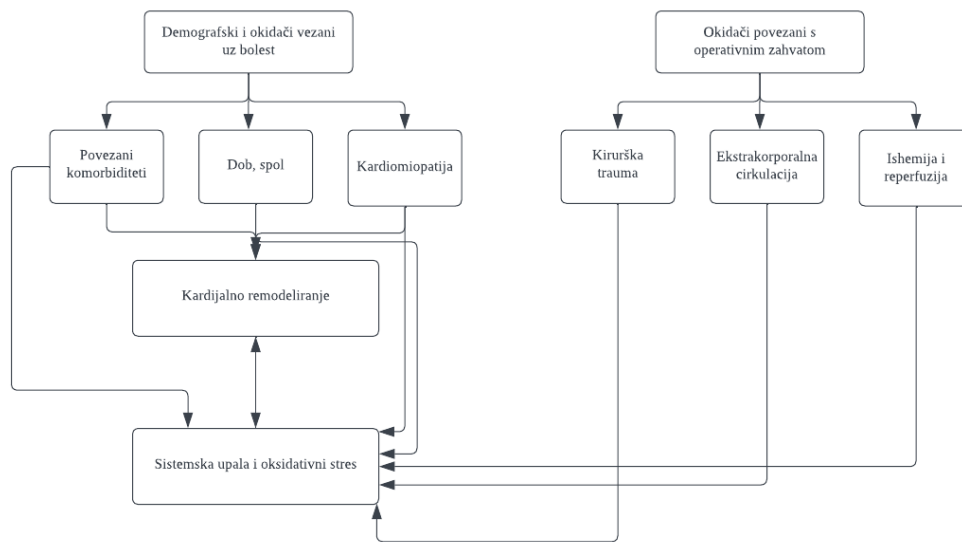 Demografski i okidači vezani
uz bolest
Okidači povezani s
operativnim zahvatom
Povezani
komorbiditeti
Dob, spol
Kardiomiopatija
Kirurška
trauma
Ekstrakorporalna
cirkulacija
Ishemija i
reperfuzija
Kardijalno remodeliranje
Sistemska upala i oksidativni stres